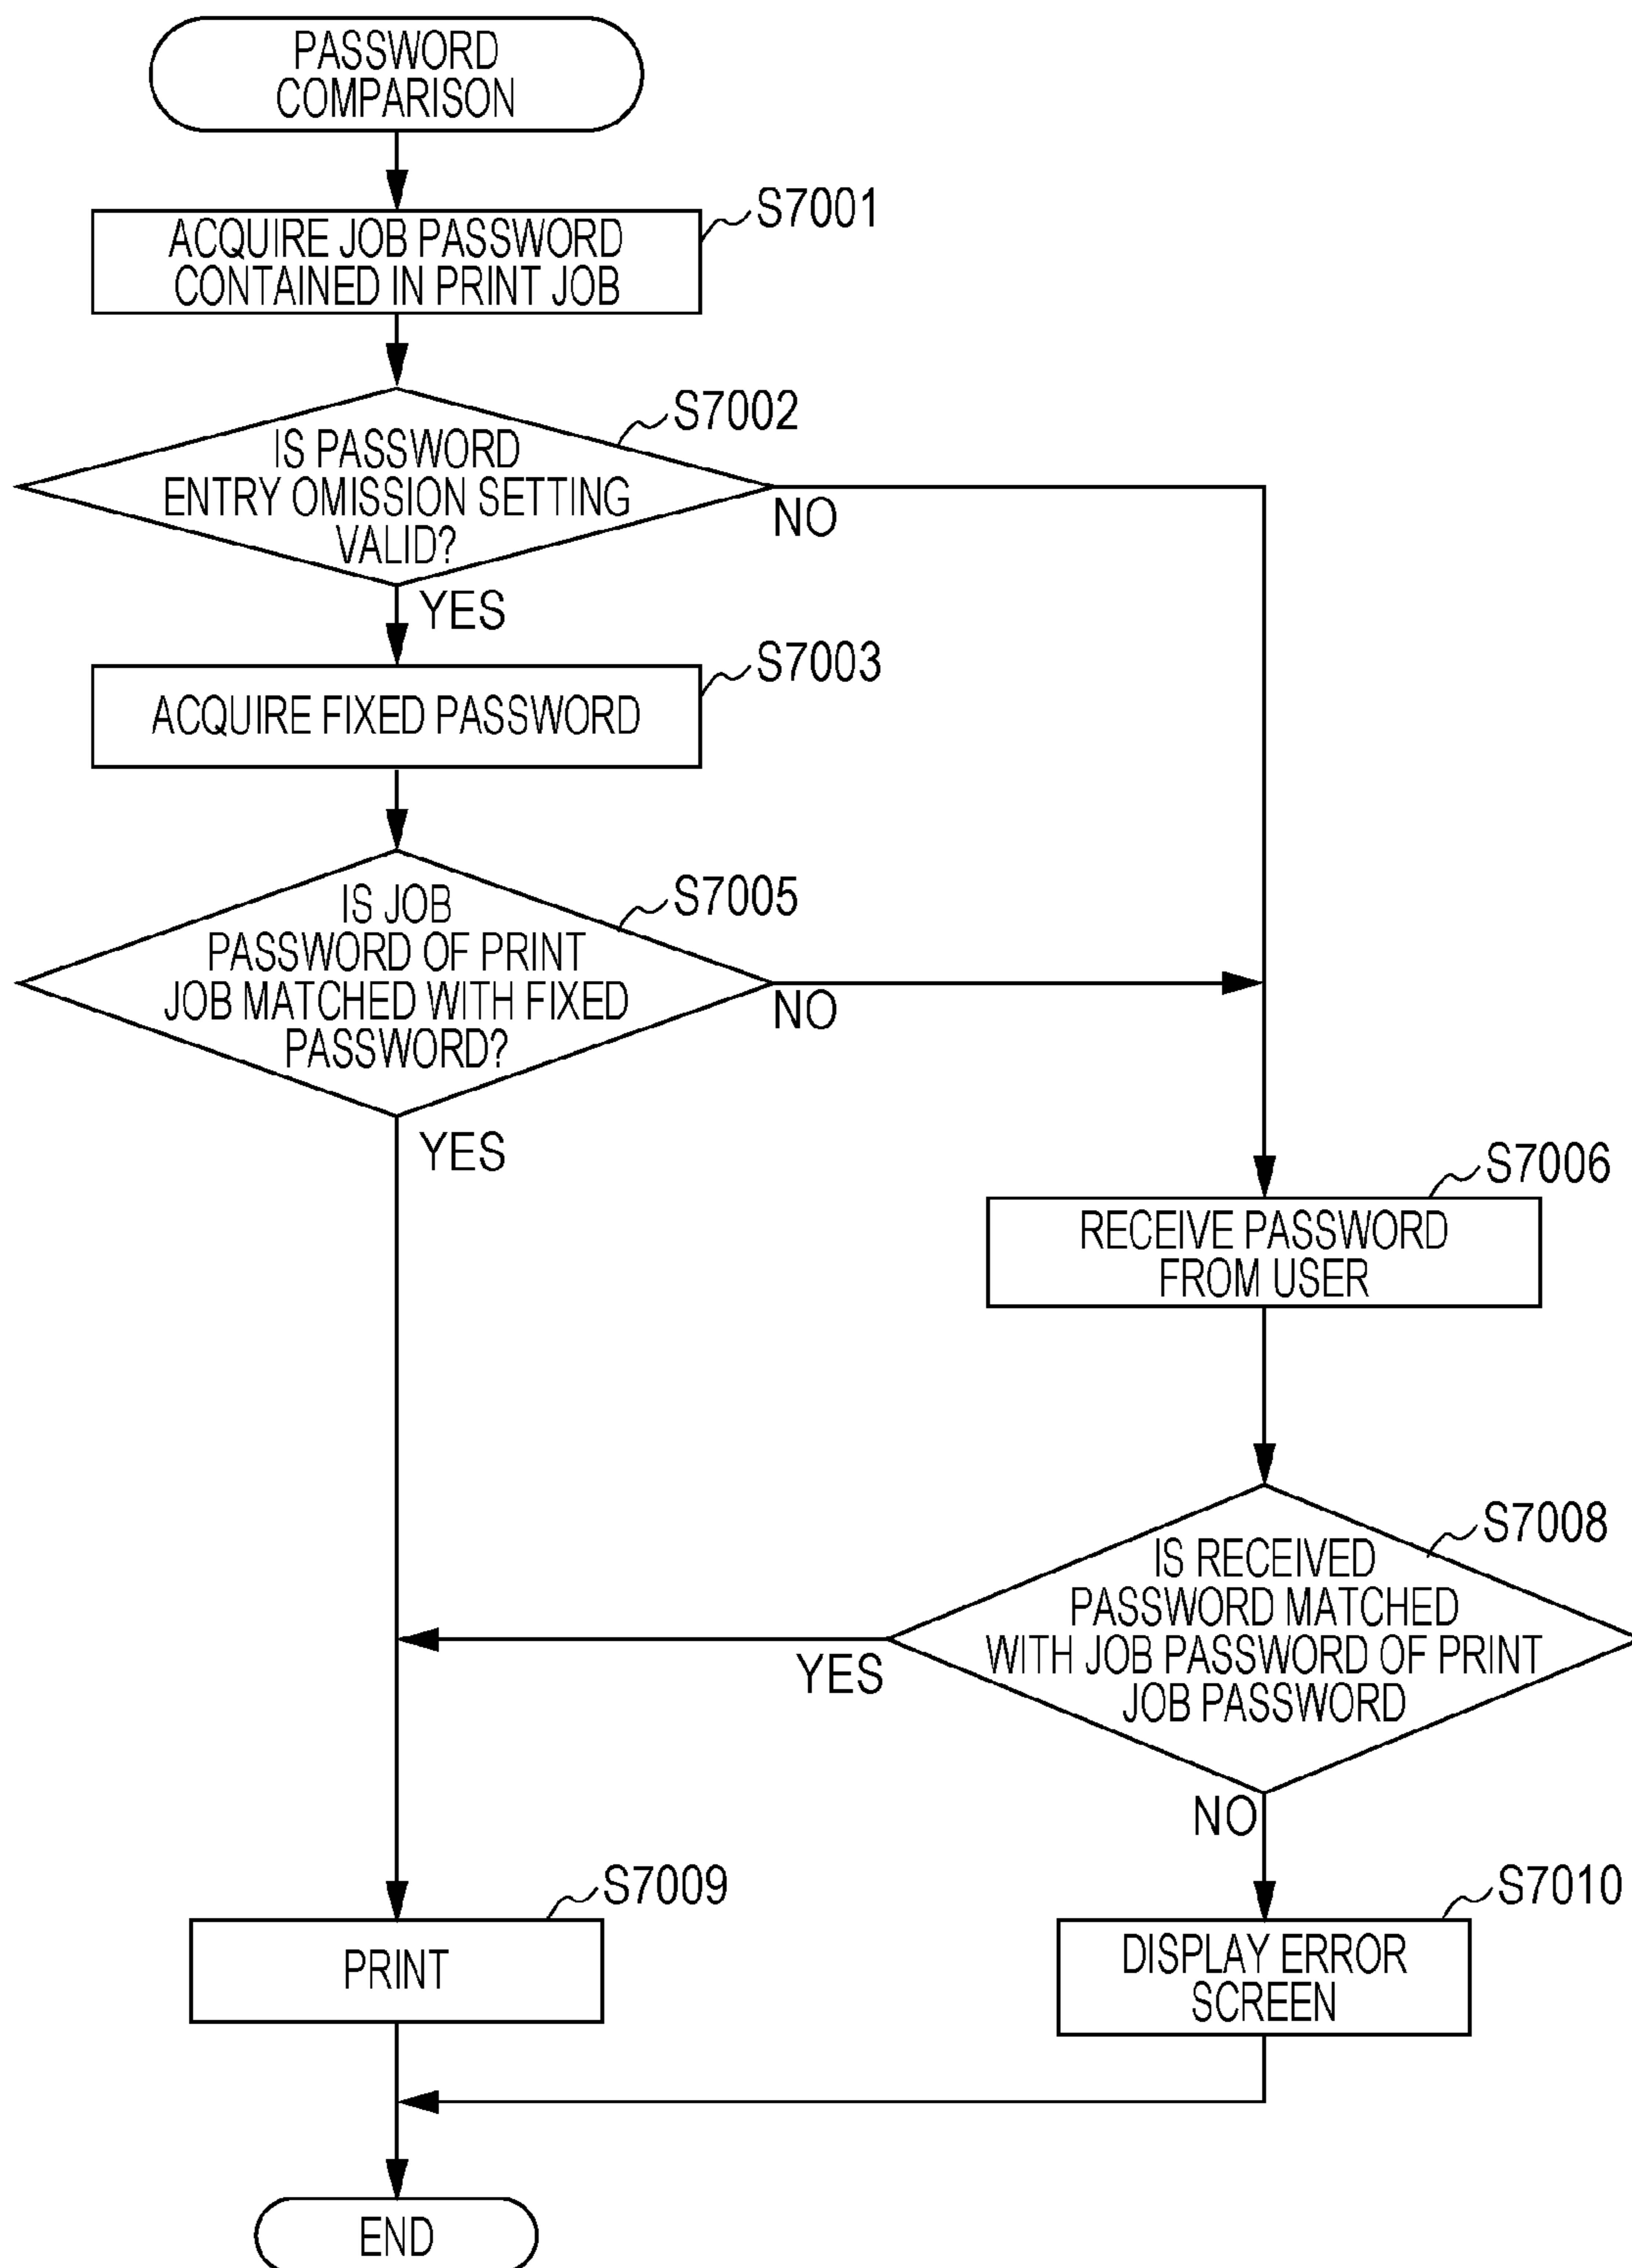 PASSWORD
COMPARISON
S7001
ACQUIRE JOB PASSWORD
CONTAINED IN PRINT JOB
S7002
IS PASSWORD
ENTRY OMISSION SETTING
VALID?
NO
YES
S7003
ACQUIRE FIXED PASSWORD
S7005
IS JOB
PASSWORD OF PRINT
JOB MATCHED WITH FIXED
PASSWORD?
NO
YES
S7006
RECEIVE PASSWORD
FROM USER
S7008
IS RECEIVED
PASSWORD MATCHED
WITH JOB PASSWORD OF PRINT
JOB PASSWORD
YES
NO
S7009
PRINT
S7010
DISPLAY ERROR
SCREEN
END